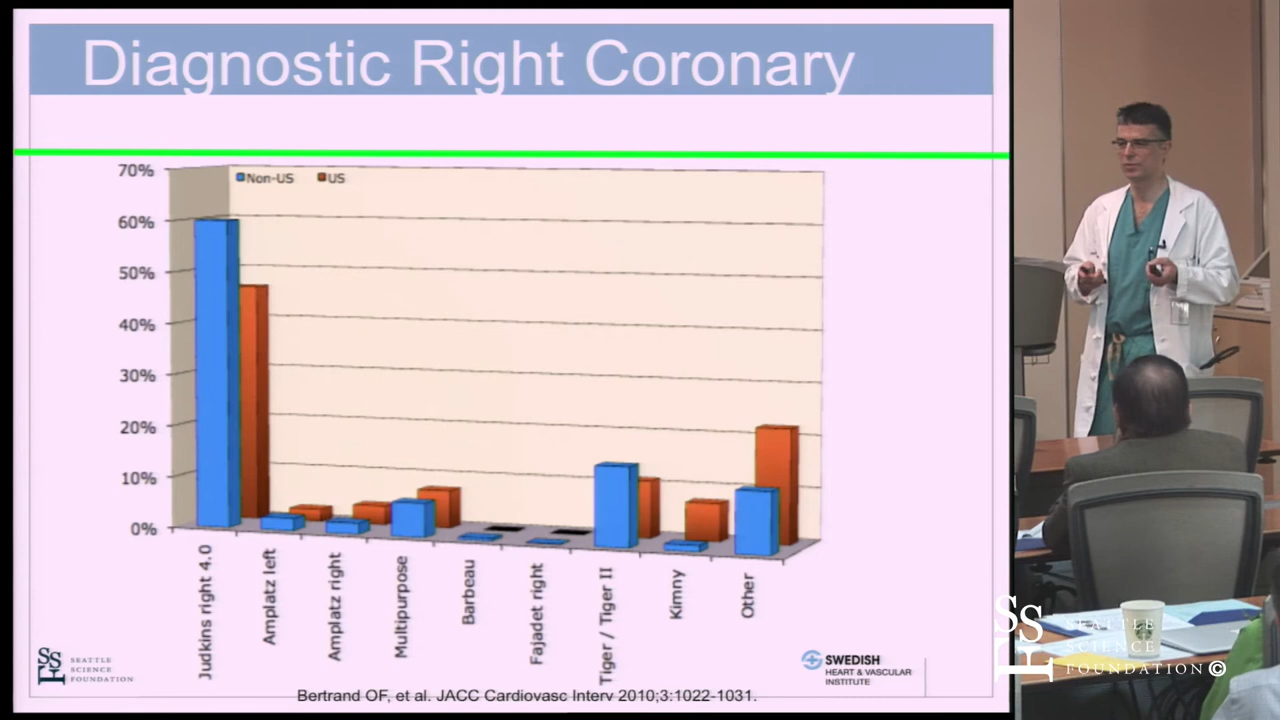 Diagnostic Right Coronary
Non-US US
70%
60%
50%
40%
30%
20%
10%
0%
Judkins right 4.0
Amplatz left
Amplatz right
Multipurpose
Barbeau
Fajadet right
Tiger / Tiger II
Kimny
Other
SSF
SEATTLE
SCIENCE
FOUNDATION
SWEDISH
HEART & VASCULAR
INSTITUTE
Bertrand OF, et al. JACC Cardiovasc Interv 2010;3:1022-1031.
SSF
SEATTLE
SCIENCE
FOUNDATION ©